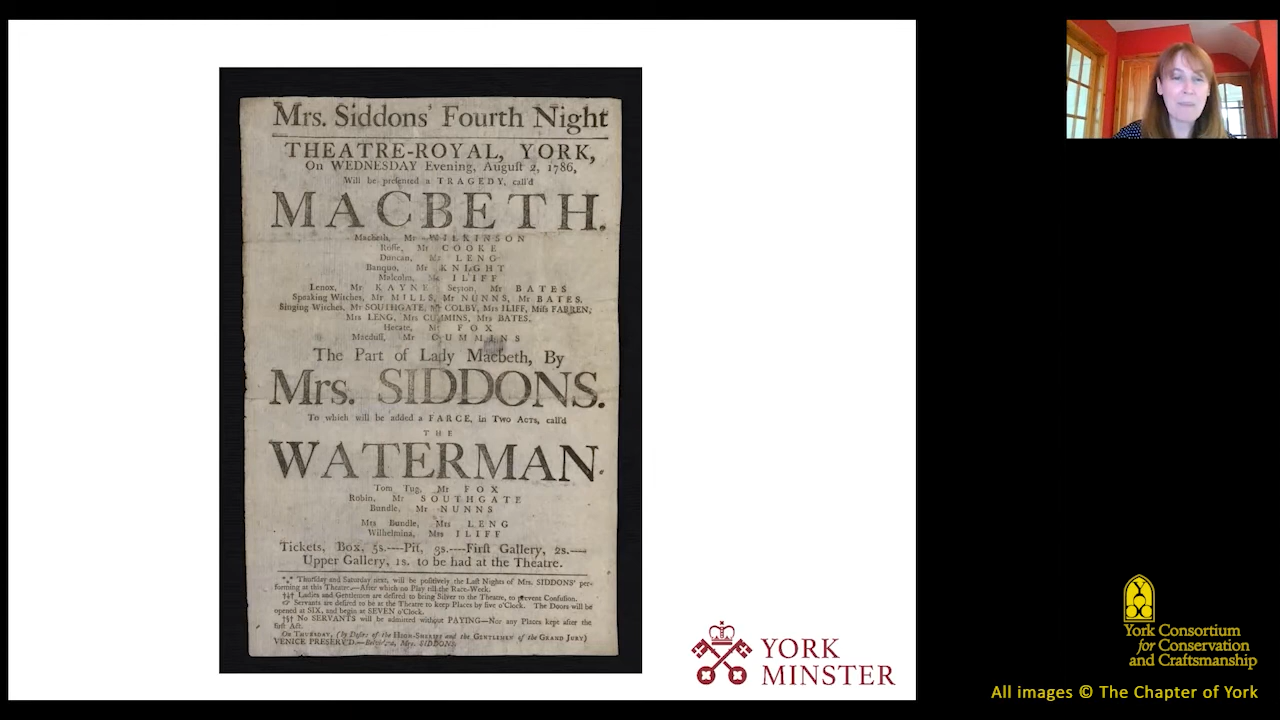 Mrs. Siddons' Fourth Night
THEATRE-ROYAL, YORK,
On WEDNESDAY Evening, Auguſt 2, 1786,
Will be preſented a TRAGEDY, call'd
MACBETH.
Macbeth, Mr WILKINSON
Roſſe, Mr COOKE
Duncan, Mr LENG
Banquo, Mr KNIGHT
Malcolm, Mr ILIFF
Lenox, Mr KAYNE Seyton, Mr BATES
Speaking Witches, Mr MILLS, Mr NUNNS, Mr BATES.
Singing Witches, Mr SOUTHGATE, Mr COLBY, Mrs ILIFF, Miſs FARREN,
Mrs LENG, Mrs CUMMINS, Mrs BATES.
Hecate, Mr FOX
Macduff, Mr CUMMINS
The Part of Lady Macbeth, By
Mrs. SIDDONS.
To which will be added a FARCE, in Two Acts, call'd
THE
WATERMAN.
Tom Tug, Mr FOX
Robin, Mr SOUTHGATE
Bundle, Mr NUNNS
Mrs Bundle, Mrs LENG
Wilhelmina, Mrs ILIFF
Tickets, Box, 5s.----Pit, 3s.----Firſt Gallery, 2s.----
Upper Gallery, 1s. to be had at the Theatre.
*⁎* Thurſday and Saturday next, will be poſitively the Laſt Nights of Mrs. SIDDONS' per-
forming at this Theatre.—After which no Play till the Race-Week.
†‡† Ladies and Gentlemen are deſired to bring Silver to the Theatre, to prevent Confuſion.
☞ Servants are deſired to be at the Theatre to keep Places by five o'Clock. The Doors will be
opened at SIX, and begin at SEVEN o'Clock.
†§† No SERVANTS will be admitted without PAYING—Nor any Places kept after the
firſt Act.
On THURSDAY, (by Deſire of the HIGH-SHERIFF and the GENTLEMEN of the GRAND JURY)
VENICE PRESERV'D.—Belvidera, Mrs. SIDDONS.
YORK
MINSTER
York Consortium
for Conservation
and Craftsmanship
All images © The Chapter of York